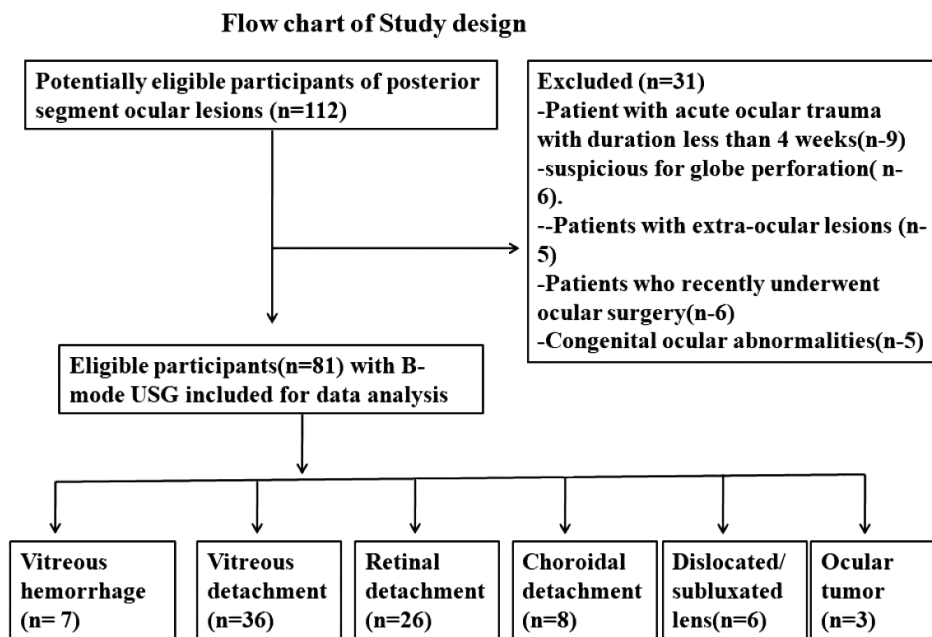 Flow chart of Study design
Potentially eligible participants of posterior
segment ocular lesions (n=112)
Excluded (n=31)
-Patient with acute ocular trauma
with duration less than 4 weeks(n-9)
-suspicious for globe perforation( n-
6).
--Patients with extra-ocular lesions (n-
5)
-Patients who recently underwent
ocular surgery(n-6)
-Congenital ocular abnormalities(n-5)
Eligible participants(n=81) with B-
mode USG included for data analysis
Vitreous
hemorrhage
(n= 7)
Vitreous
detachment
(n=36)
Retinal
detachment
(n=26)
Choroidal
detachment
(n=8)
Dislocated/
subluxated
lens(n=6)
Ocular
tumor
(n=3)